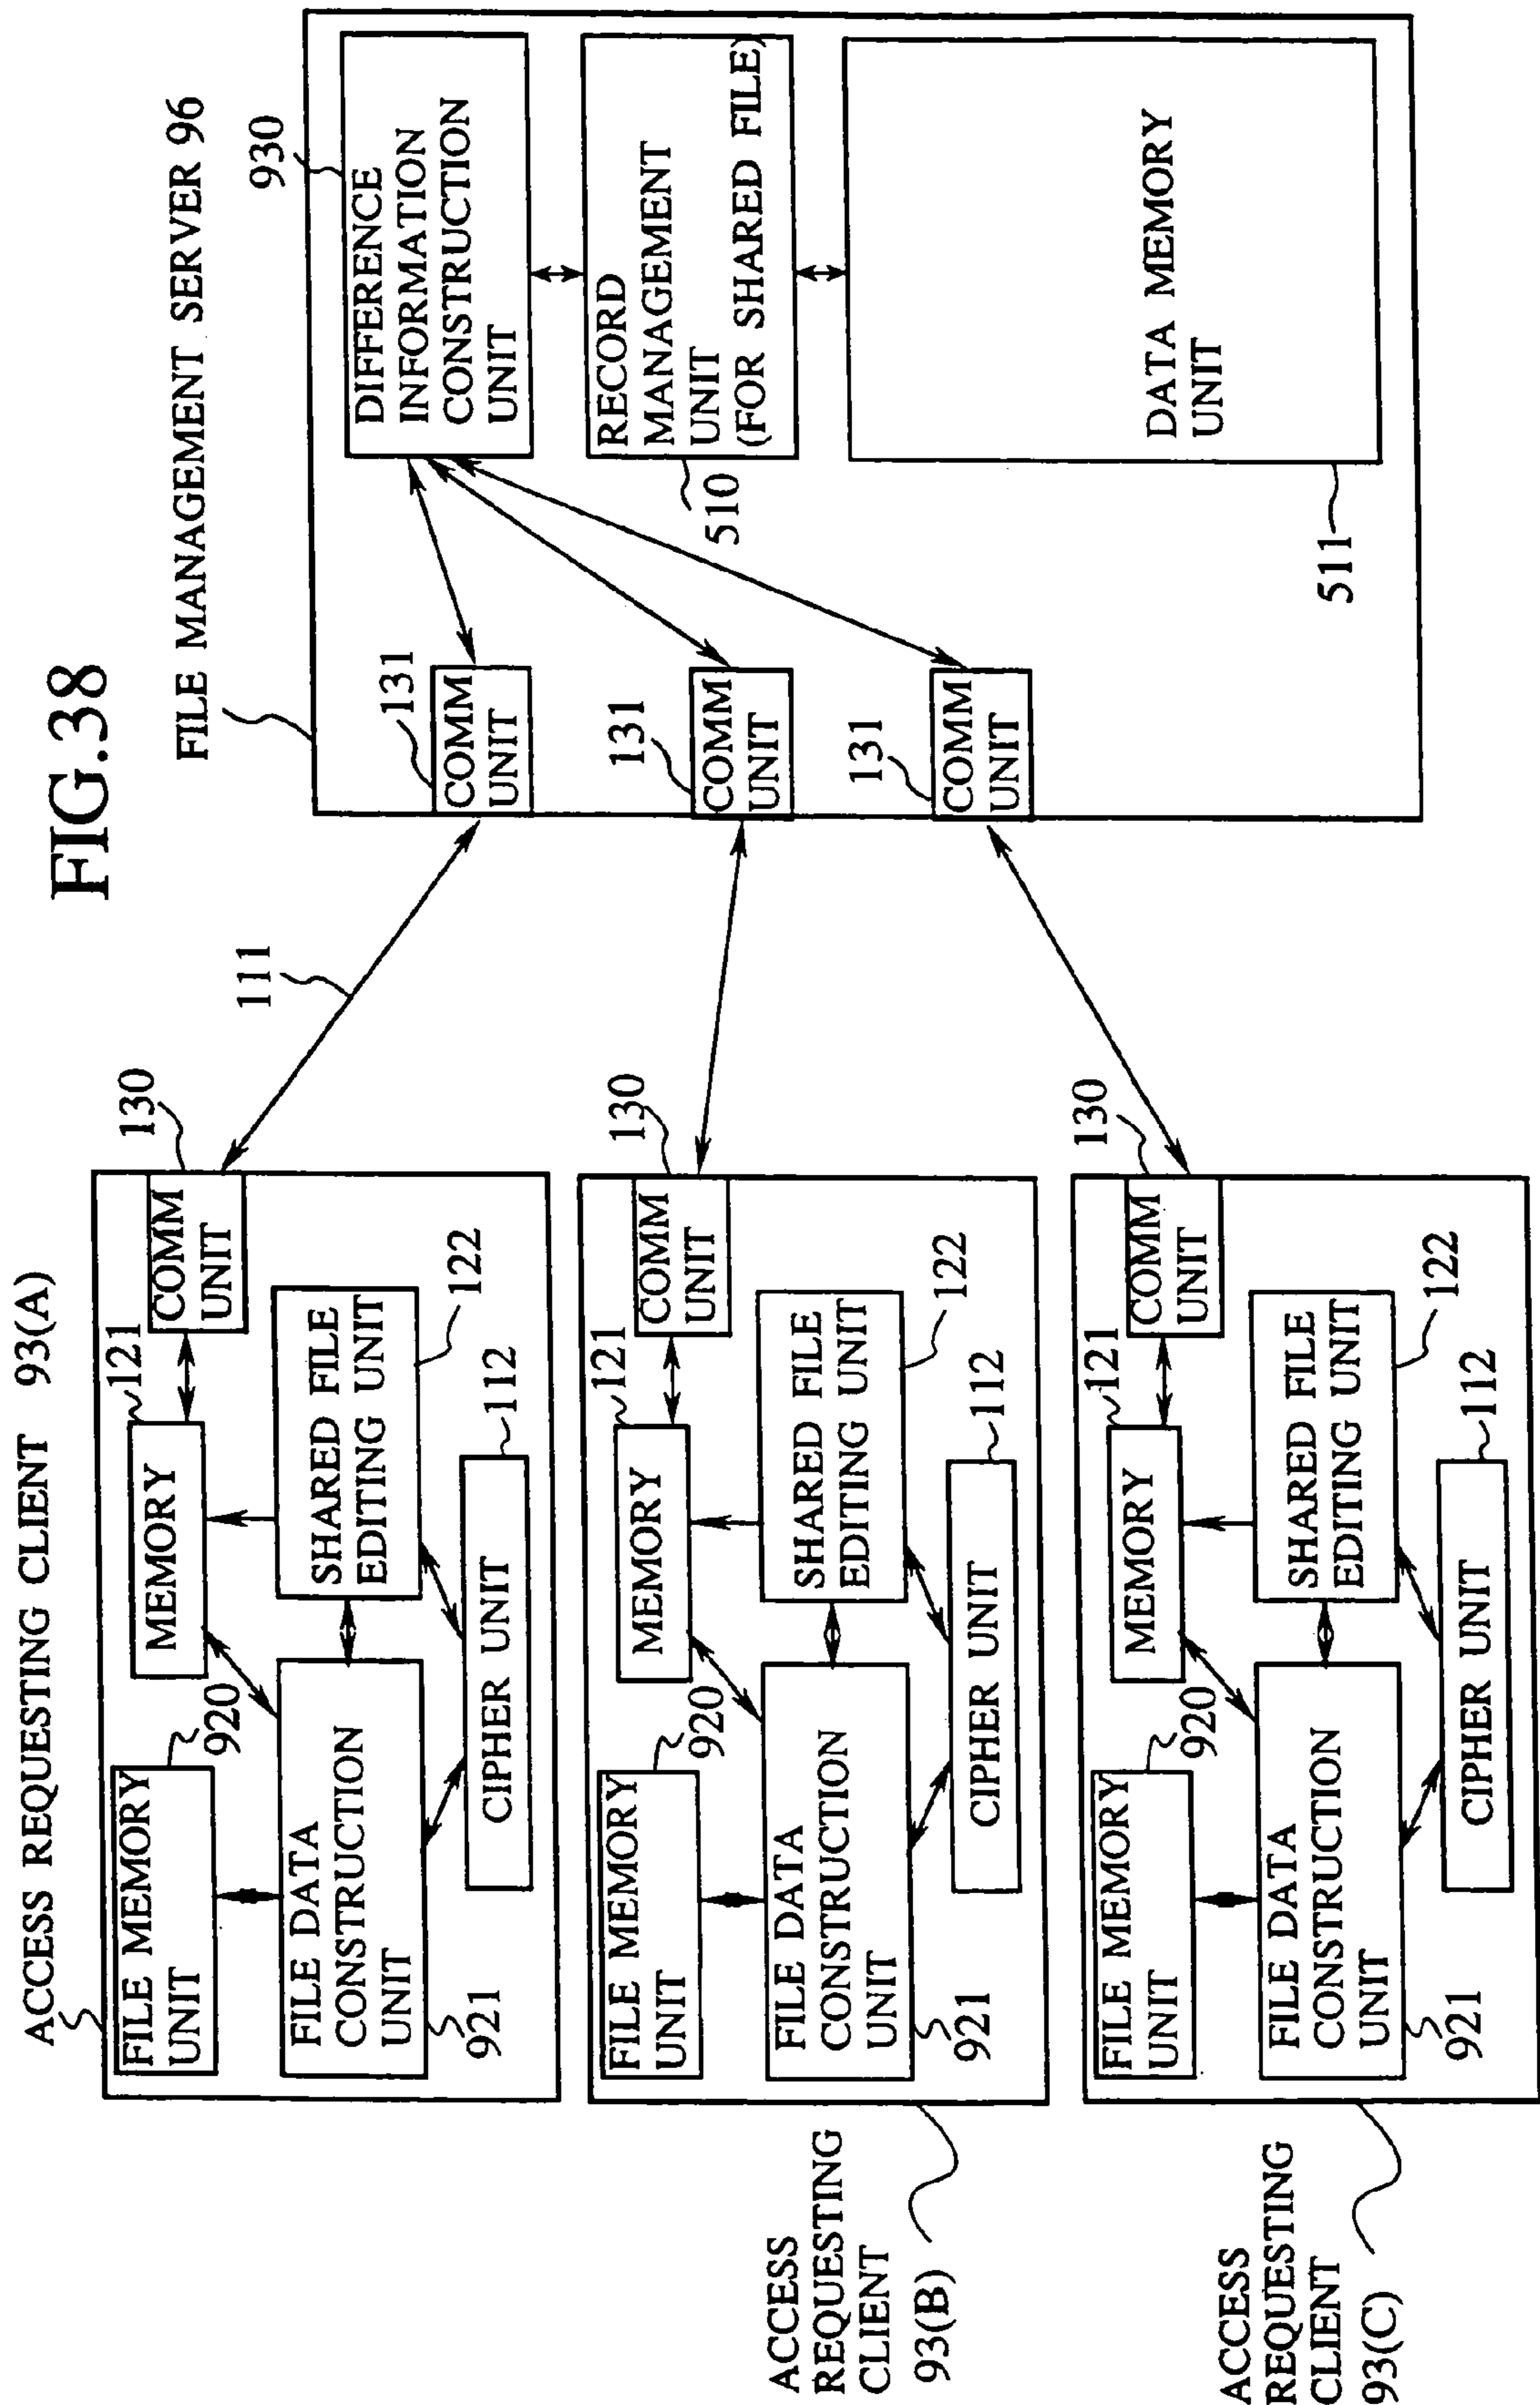 FIG.38
ACCESS REQUESTING CLIENT 93(A)
FILE MEMORY
UNIT
920
MEMORY
121
COMM
UNIT
130
FILE DATA
CONSTRUCTION
UNIT
921
SHARED FILE
EDITING UNIT
122
CIPHER UNIT
112
111
ACCESS
REQUESTING
CLIENT
93(B)
FILE MEMORY
UNIT
920
MEMORY
121
COMM
UNIT
130
FILE DATA
CONSTRUCTION
UNIT
921
SHARED FILE
EDITING UNIT
122
CIPHER UNIT
112
ACCESS
REQUESTING
CLIENT
93(C)
FILE MEMORY
UNIT
920
MEMORY
121
COMM
UNIT
130
FILE DATA
CONSTRUCTION
UNIT
921
SHARED FILE
EDITING UNIT
122
CIPHER UNIT
112
FILE MANAGEMENT SERVER 96
COMM
UNIT
131
COMM
UNIT
131
COMM
UNIT
131
DIFFERENCE
INFORMATION
CONSTRUCTION
UNIT
930
RECORD
MANAGEMENT
UNIT
(FOR SHARED FILE)
510
DATA MEMORY
UNIT
511